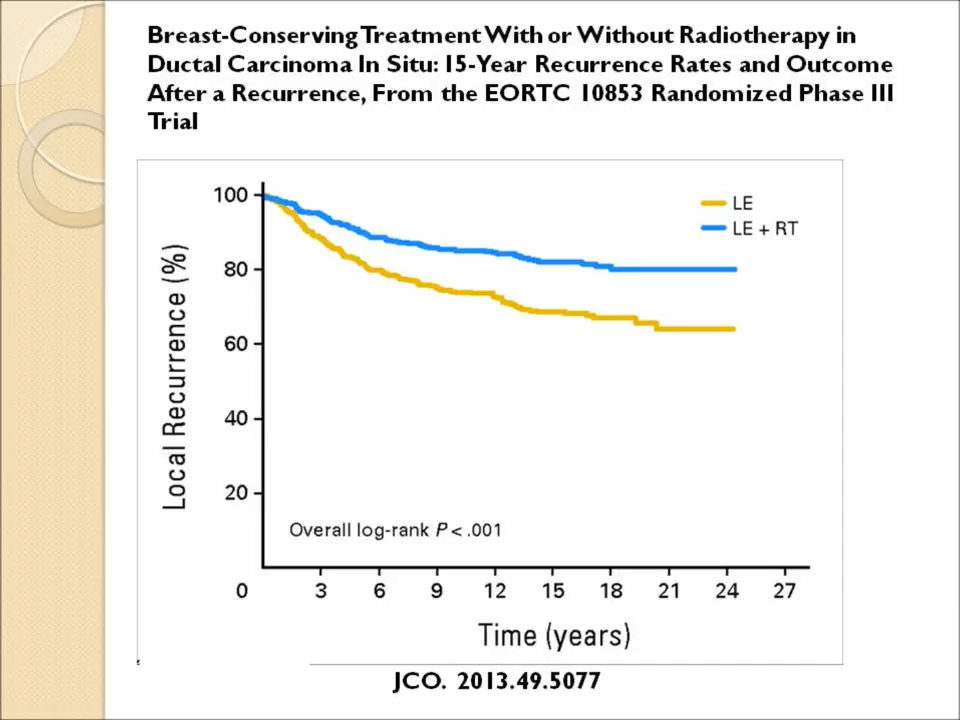 Breast-Conserving Treatment With or Without Radiotherapy in
Ductal Carcinoma In Situ: 15-Year Recurrence Rates and Outcome
After a Recurrence, From the EORTC 10853 Randomized Phase III
Trial
LE
LE + RT
Local Recurrence (%)
100
80
60
40
20
Overall log-rank P < .001
0 3 6 9 12 15 18 21 24 27
Time (years)
JCO. 2013.49.5077